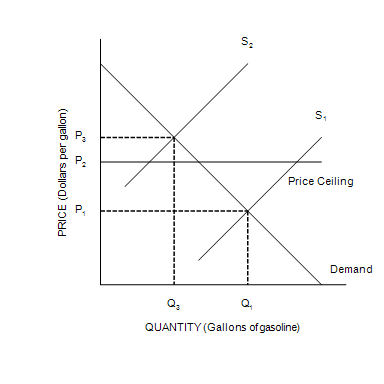 S2
S1
P3
P2
Price Ceiling
P1
PRICE (Dollars per gallon)
Demand
Q3
Q1
QUANTITY (Gallons of gasoline)